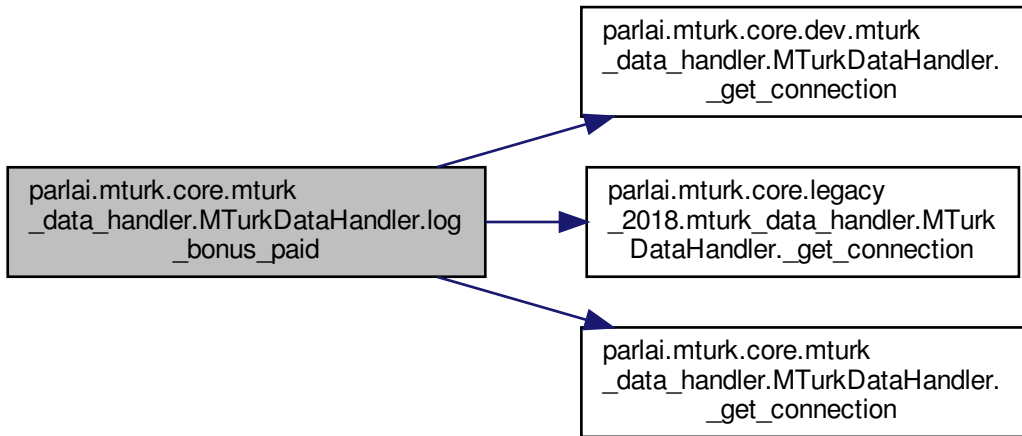 parlai.mturk.core.dev.mturk
_data_handler.MTurkDataHandler.
_get_connection
parlai.mturk.core.mturk
_data_handler.MTurkDataHandler.log
_bonus_paid
parlai.mturk.core.legacy
_2018.mturk_data_handler.MTurk
DataHandler._get_connection
parlai.mturk.core.mturk
_data_handler.MTurkDataHandler.
_get_connection